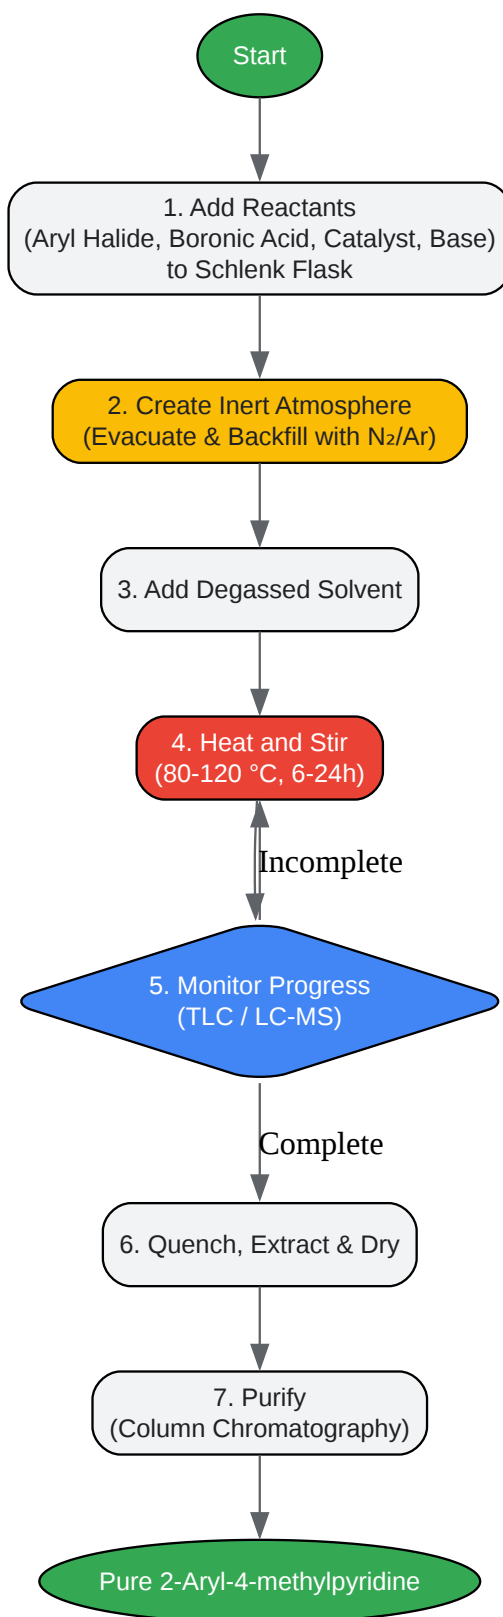 Start
1. Add Reactants
(Aryl Halide, Boronic Acid, Catalyst, Base)
to Schlenk Flask
2. Create Inert Atmosphere
(Evacuate & Backfill with N₂/Ar)
3. Add Degassed Solvent
4. Heat and Stir
(80-120 °C, 6-24h)
Incomplete
5. Monitor Progress
(TLC / LC-MS)
Complete
6. Quench, Extract & Dry
7. Purify
(Column Chromatography)
Pure 2-Aryl-4-methylpyridine